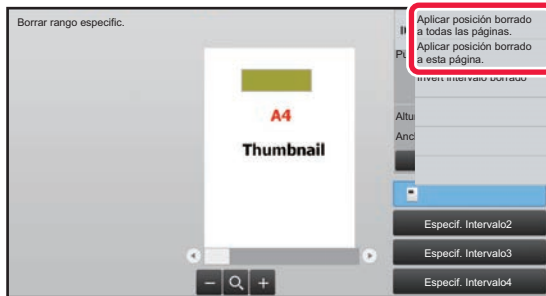 Borrar rango especific.
Aplicar posición borrado
a todas las páginas.
Aplicar posición borrado
a esta página.
Invert intervalo borrado
A4
Thumbnail
Especif. Intervalo2
Especif. Intervalo3
Especif. Intervalo4